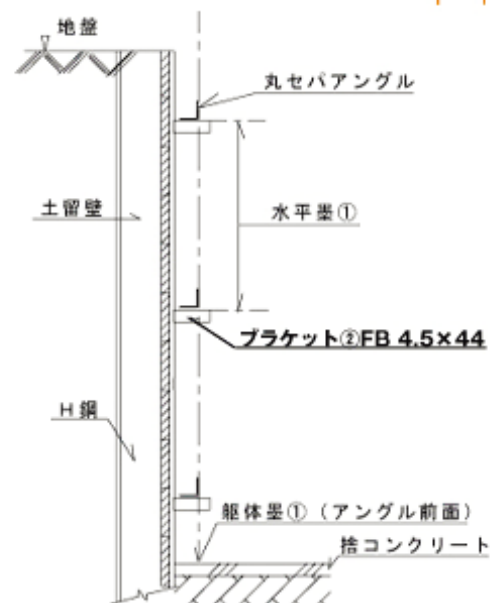 地盤
丸セパアングル
土留壁
水平墨①
ブラケット②FB 4.5×44
H鋼
躯体墨①（アングル前面）
捨コンクリート